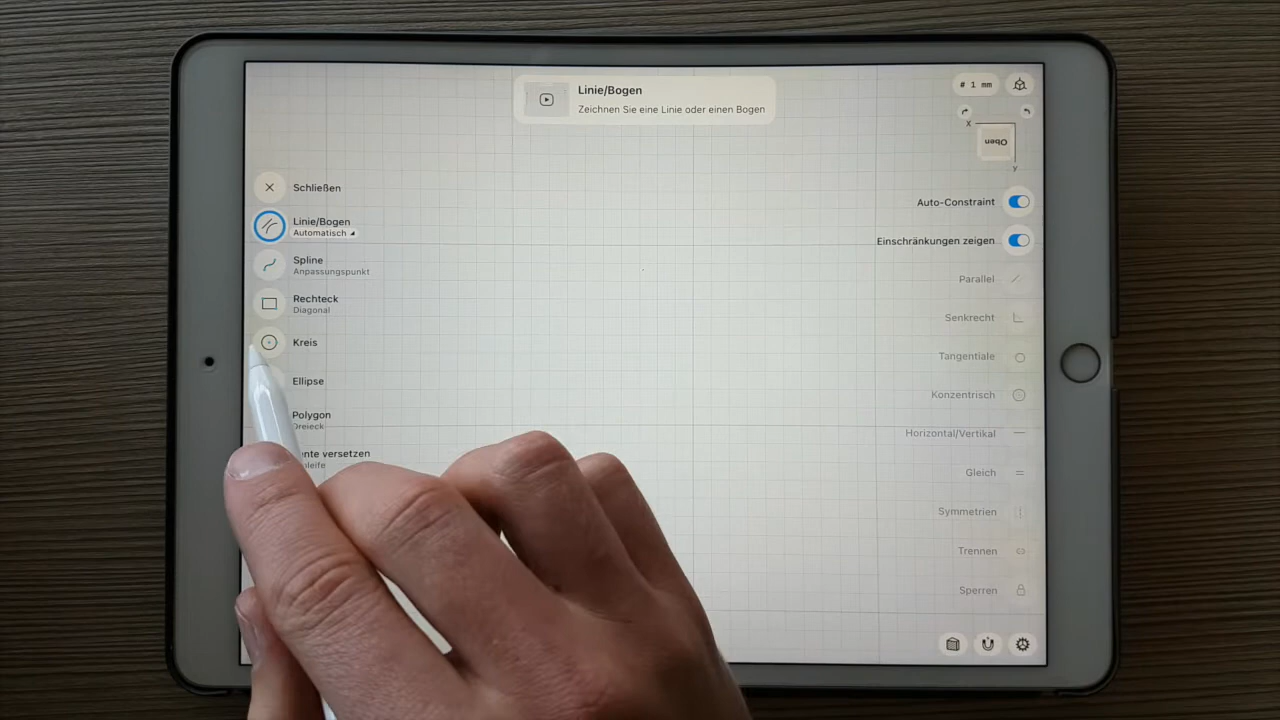 Linie/Bogen
Zeichnen Sie eine Linie oder einen Bogen
# 1 mm
x
Oben
y
Schließen
Linie/Bogen
Automatisch
Spline
Anpassungspunkt
Rechteck
Diagonal
Kreis
Ellipse
Polygon
Dreieck
versetzen
Auto-Constraint
Einschränkungen zeigen
Parallel
Senkrecht
Tangentiale
Konzentrisch
Horizontal/Vertikal
Gleich
Symmetrien
Trennen
Sperren